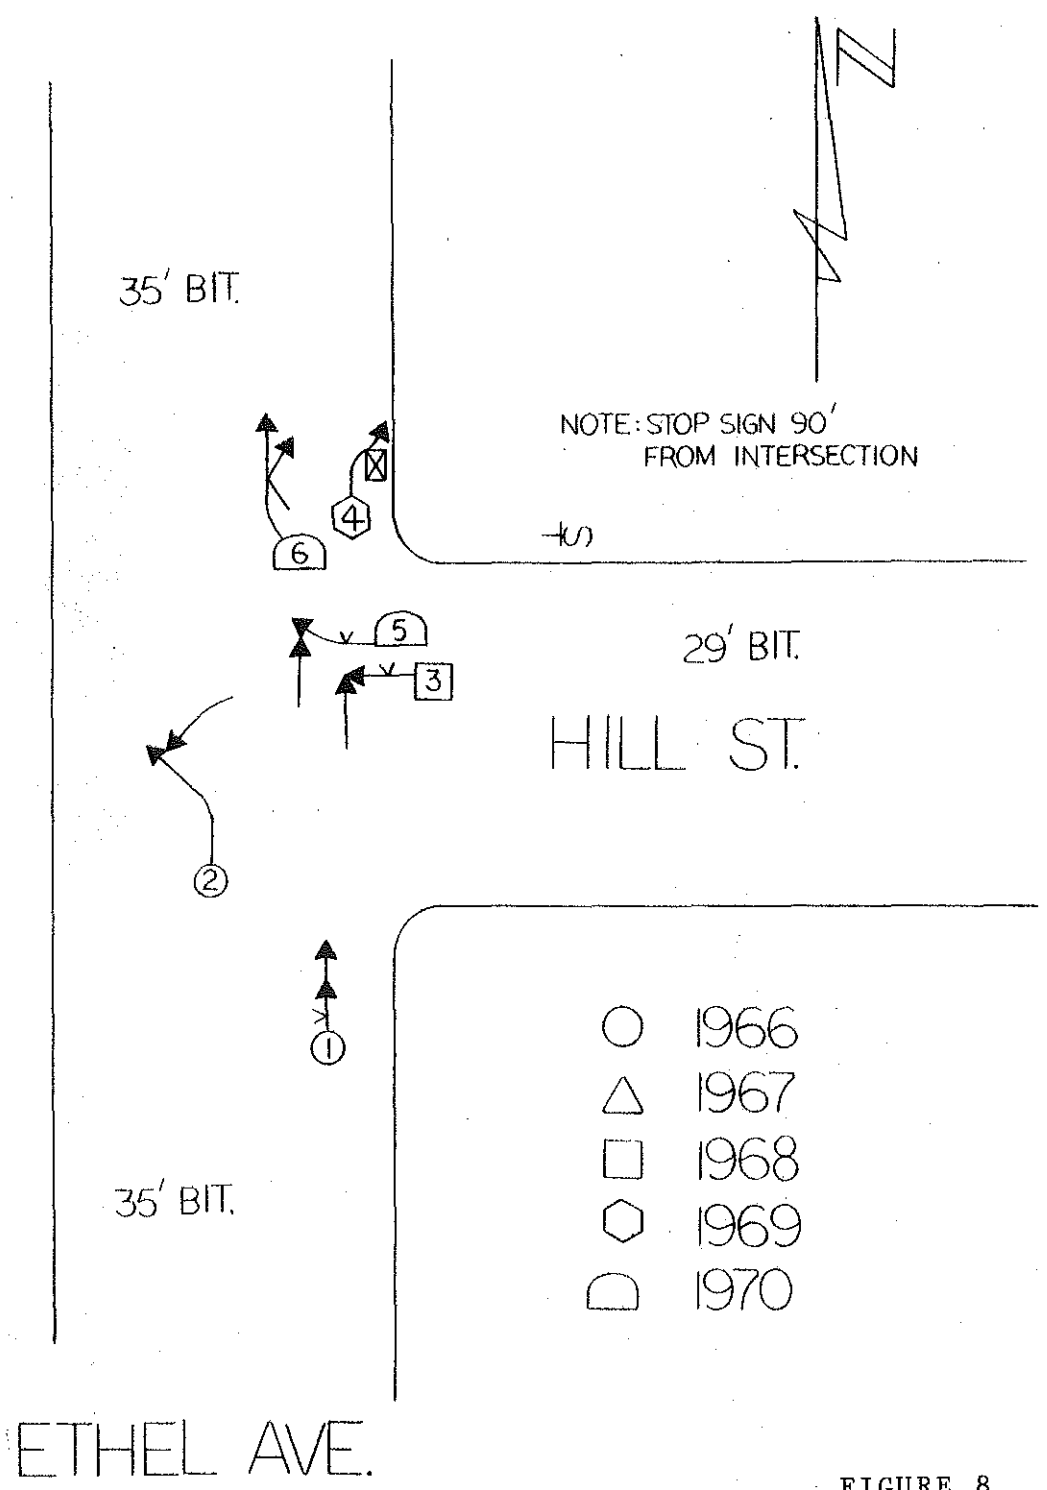 N
35' BIT.
NOTE: STOP SIGN 90'
FROM INTERSECTION
4
6
S
5
29' BIT.
3
HILL ST.
2
1
1966
1967
1968
35' BIT.
1969
1970
ETHEL AVE.
FIGURE 8